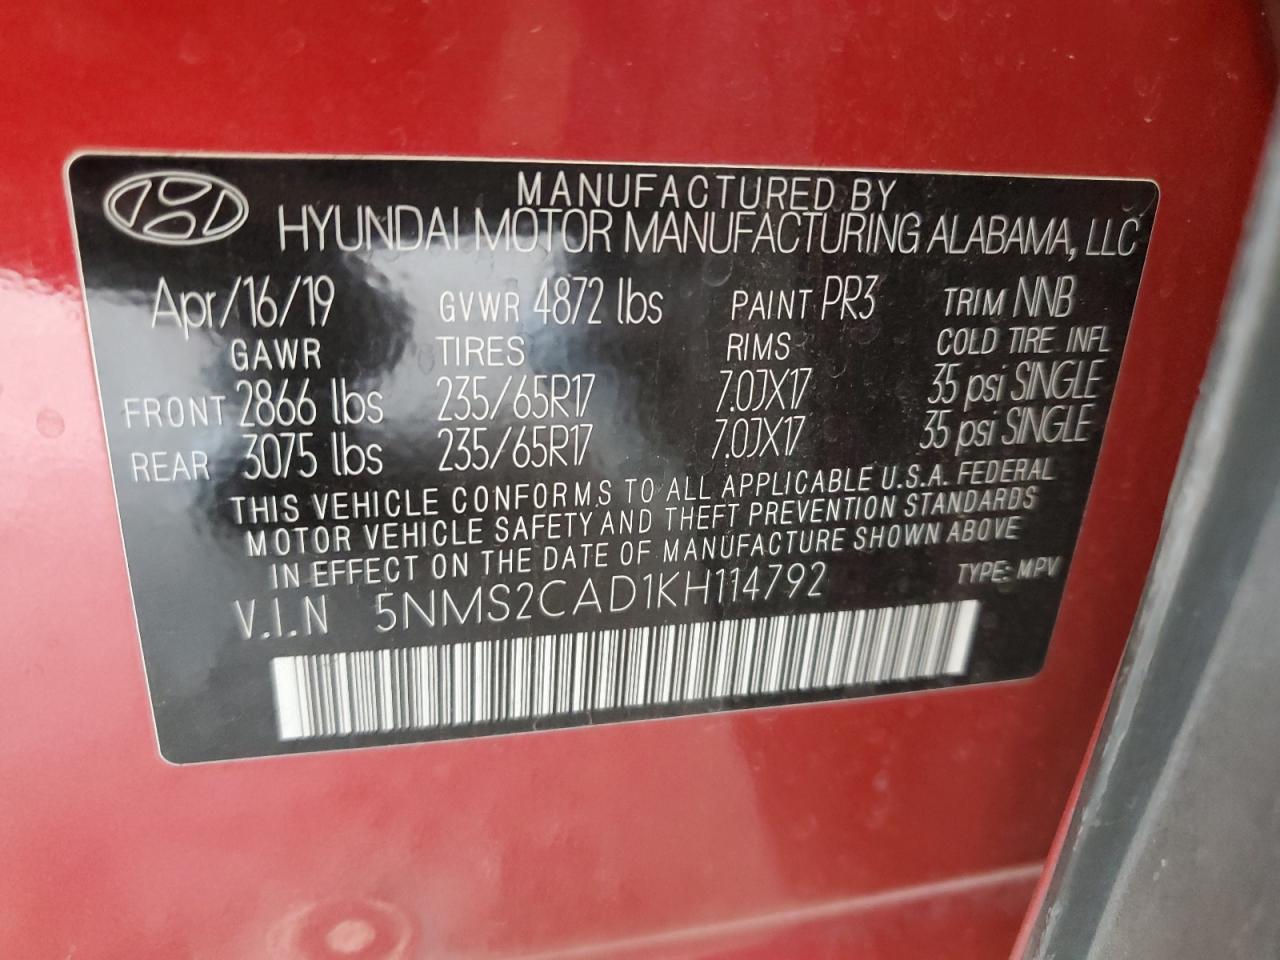 MANUFACTURED BY
HYUNDAI MOTOR MANUFACTURING ALABAMA, LLC
Apr/16/19 GVWR 4872 lbs PAINT PR3 TRIM NNB
GAWR TIRES RIMS COLD TIRE INFL
FRONT 2866 lbs 235/65R17 7.0JX17 35 psi SINGLE
REAR 3075 lbs 235/65R17 7.0JX17 35 psi SINGLE
THIS VEHICLE CONFORMS TO ALL APPLICABLE U.S.A. FEDERAL
MOTOR VEHICLE SAFETY AND THEFT PREVENTION STANDARDS
IN EFFECT ON THE DATE OF MANUFACTURE SHOWN ABOVE
V.I.N 5NMS2CAD1KH114792 TYPE: MPV